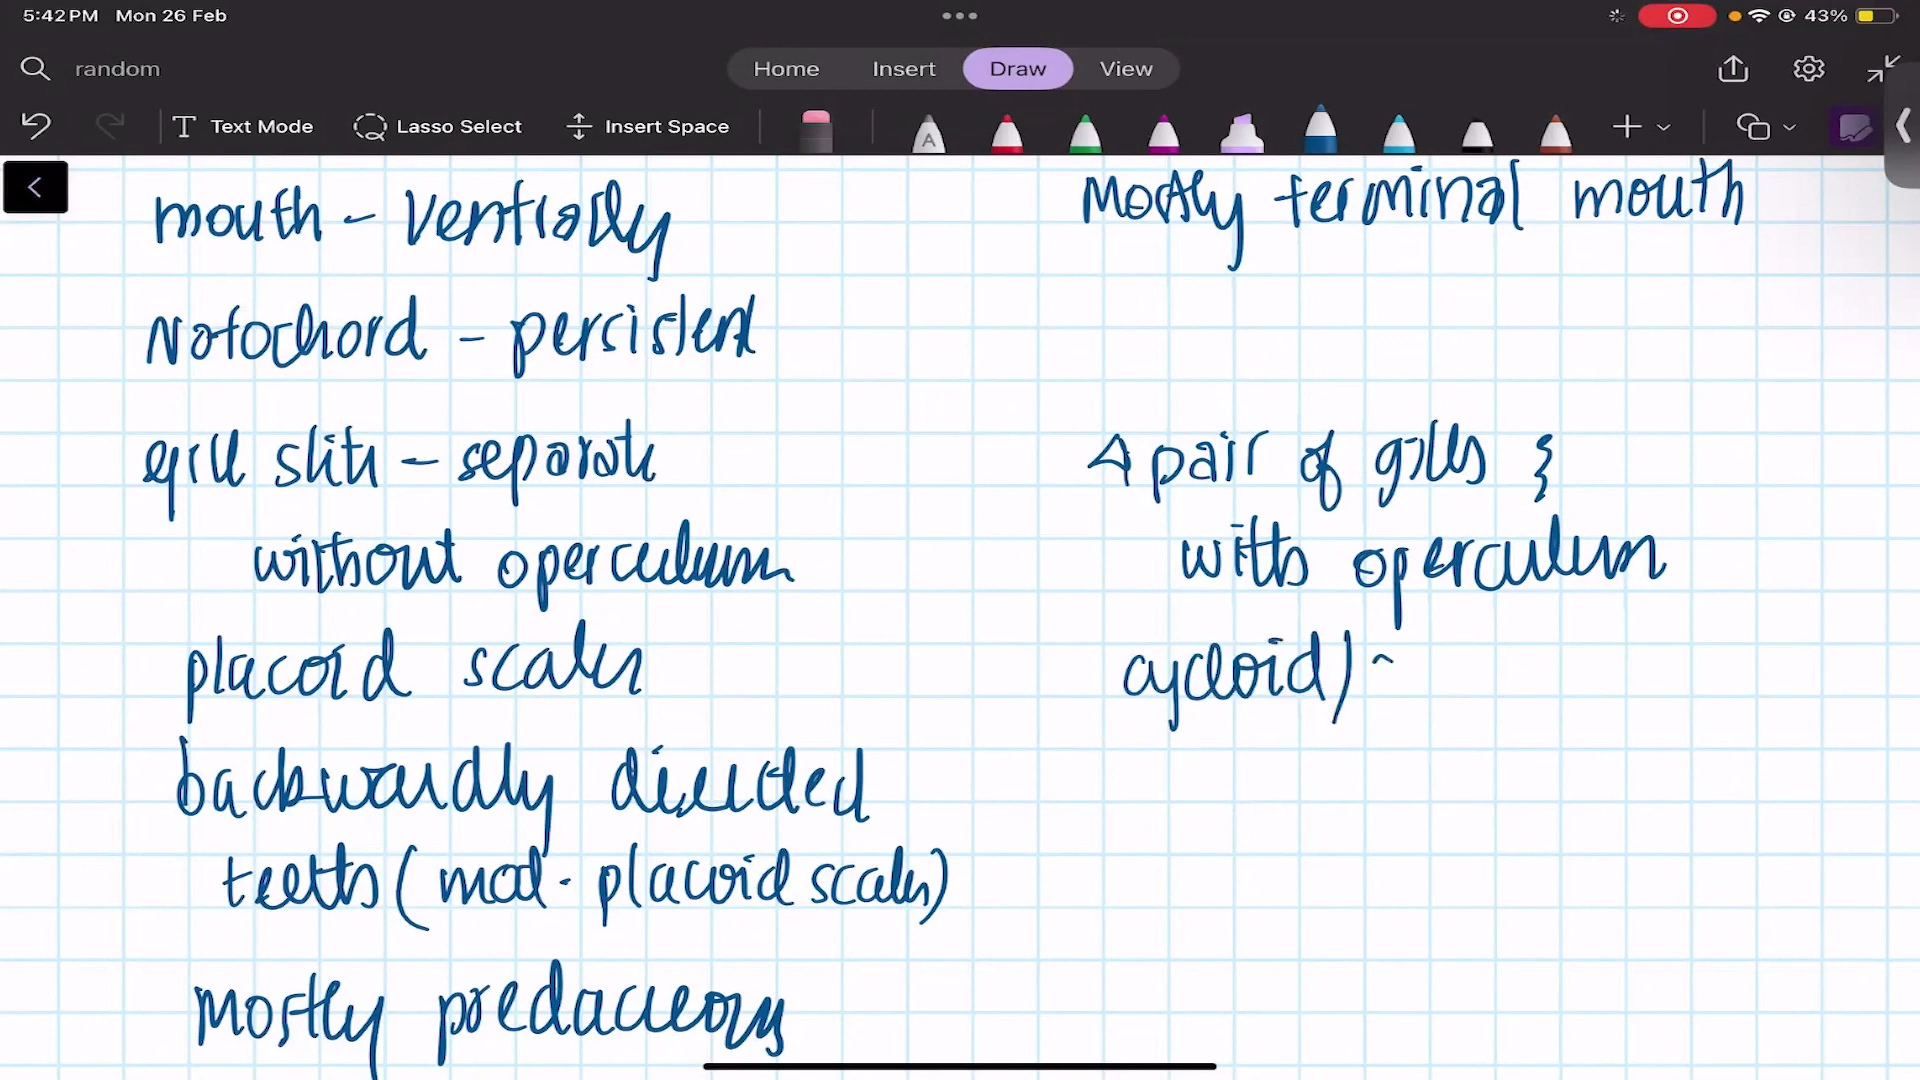 5:42 PM Mon 26 Feb
43%
random
Home Insert Draw View
Text Mode Lasso Select Insert Space
A
mouth - ventrally
Mostly terminal mouth
Notochord - persistent
gill slits - separate
4 pair of gills }
without operculum
with operculum
placoid scales
cycloid) ~
backwardly directed
teeth (mod. placoid scales)
mostly predaceous